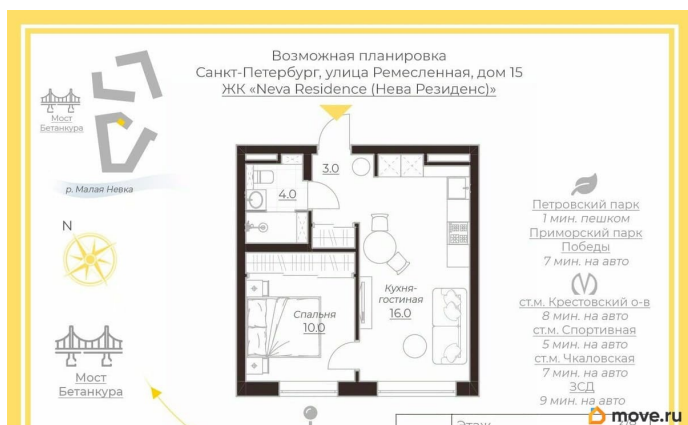 Возможная планировка
Санкт-Петербург, улица Ремесленная, дом 15
ЖК «Neva Residence (Нева Резиденс)»
Мост
Бетанкура
р. Малая Невка
N
Мост
Бетанкура
3.0
4.0
Кухня-
гостиная
16.0
Спальня
10.0
Петровский парк
1 мин. пешком
Приморский парк
Победы
7 мин. на авто
ст.м. Крестовский о-в
8 мин. на авто
ст.м. Спортивная
5 мин. на авто
ст.м. Чкаловская
7 мин. на авто
ЗСД
9 мин. на авто
Этаж
move.ru